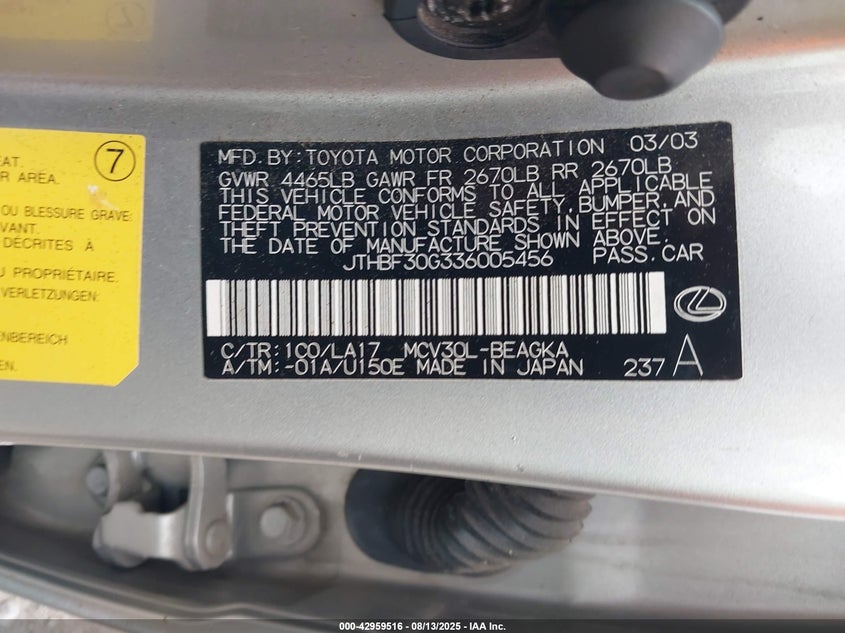 7
EAT.
R AREA.
OU BLESSURE GRAVE:
VANT.
DÉCRITES À
U PROPRIÉTAIRE.
VERLETZUNGEN:
ENBEREICH
EISEN.
MFD. BY: TOYOTA MOTOR CORPORATION 03/03
GVWR 4465LB GAWR FR 2670LB RR 2670LB
THIS VEHICLE CONFORMS TO ALL APPLICABLE
FEDERAL MOTOR VEHICLE SAFETY, BUMPER, AND
THEFT PREVENTION STANDARDS IN EFFECT ON
THE DATE OF MANUFACTURE SHOWN ABOVE.
JTHBF30G336005456 PASS. CAR
C/TR: 1C0/LA17 MCV30L-BEAGKA
A/TM: -01A/U150E MADE IN JAPAN 237 A
000-42959516 - 08/13/2025 - IAA Inc.